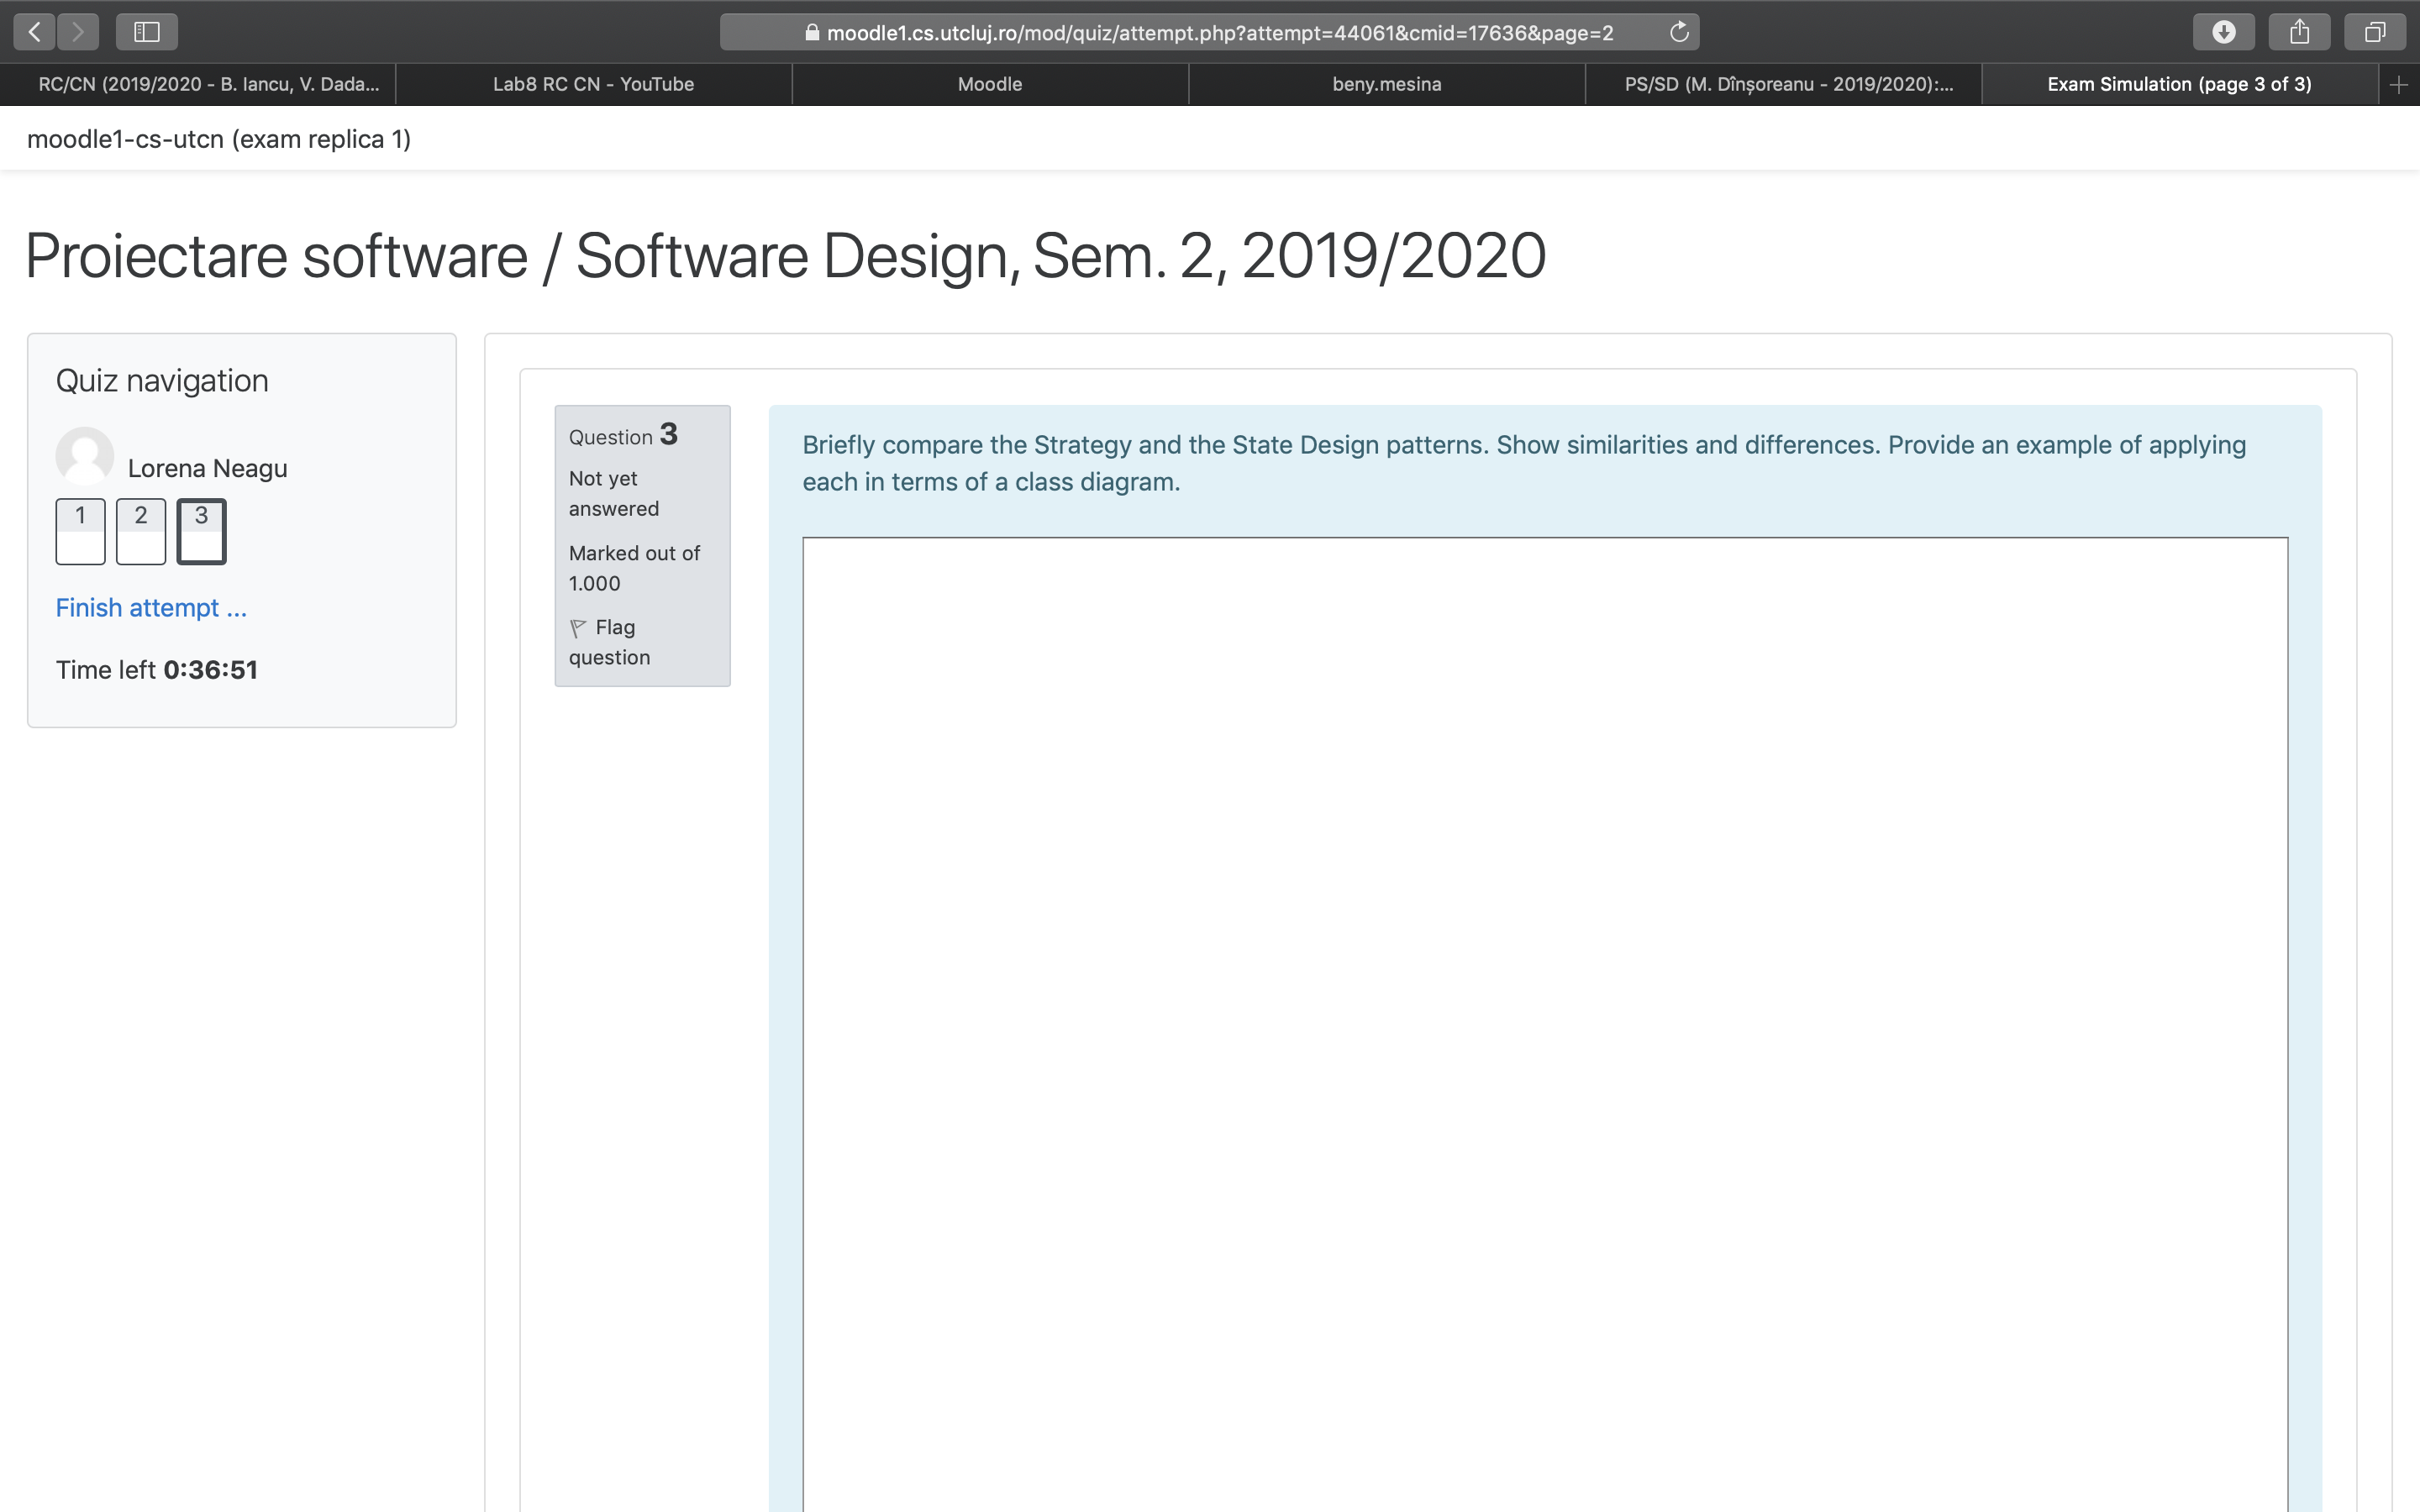 moodle1.cs.utcluj.ro/mod/quiz/attempt.php?attempt=44061&cmid=17636&page=2
RC/CN (2019/2020 - B. Iancu, V. Dada...
Lab8 RC CN - YouTube
Moodle
beny.mesina
PS/SD (M. Dînșoreanu - 2019/2020):...
Exam Simulation (page 3 of 3)
moodle1-cs-utcn (exam replica 1)
Proiectare software / Software Design, Sem. 2, 2019/2020
Quiz navigation
Lorena Neagu
1 2 3
Finish attempt ...
Time left 0:36:51
Question 3
Not yet
answered
Marked out of
1.000
Flag
question
Briefly compare the Strategy and the State Design patterns. Show similarities and differences. Provide an example of applying
each in terms of a class diagram.